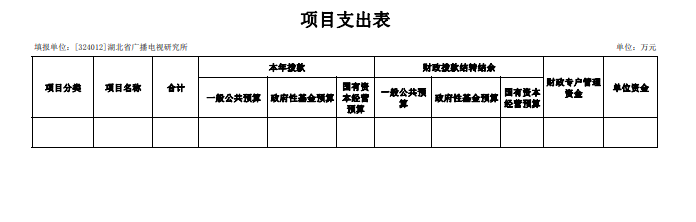 项目支出表
填报单位：[324012]湖北省广播电视研究所 单位：万元
项目分类 项目名称 合计 本年拨款 财政拨款结转结余 财政专户管理资金 单位资金
一般公共预算 政府性基金预算 国有资本经营预算 一般公共预算 政府性基金预算 国有资本经营预算